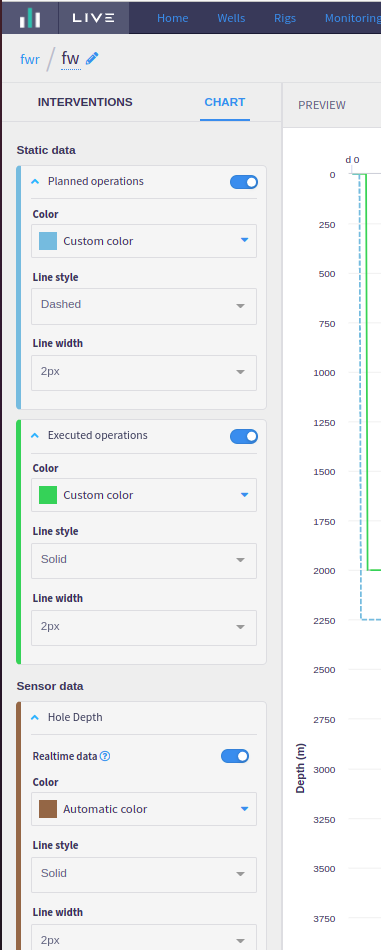 LIVE
Home Wells Rigs Monitoring
fwr / fw
INTERVENTIONS CHART
PREVIEW
Static data
Planned operations
Color
Custom color
Line style
Dashed
Line width
2px
Executed operations
Color
Custom color
Line style
Solid
Line width
2px
Sensor data
Hole Depth
Realtime data ?
Color
Automatic color
Line style
Solid
Line width
2px
d 0
0
250
500
750
1000
1250
1500
1750
2000
2250
2500
2750
3000
3250
3500
3750
Depth (m)